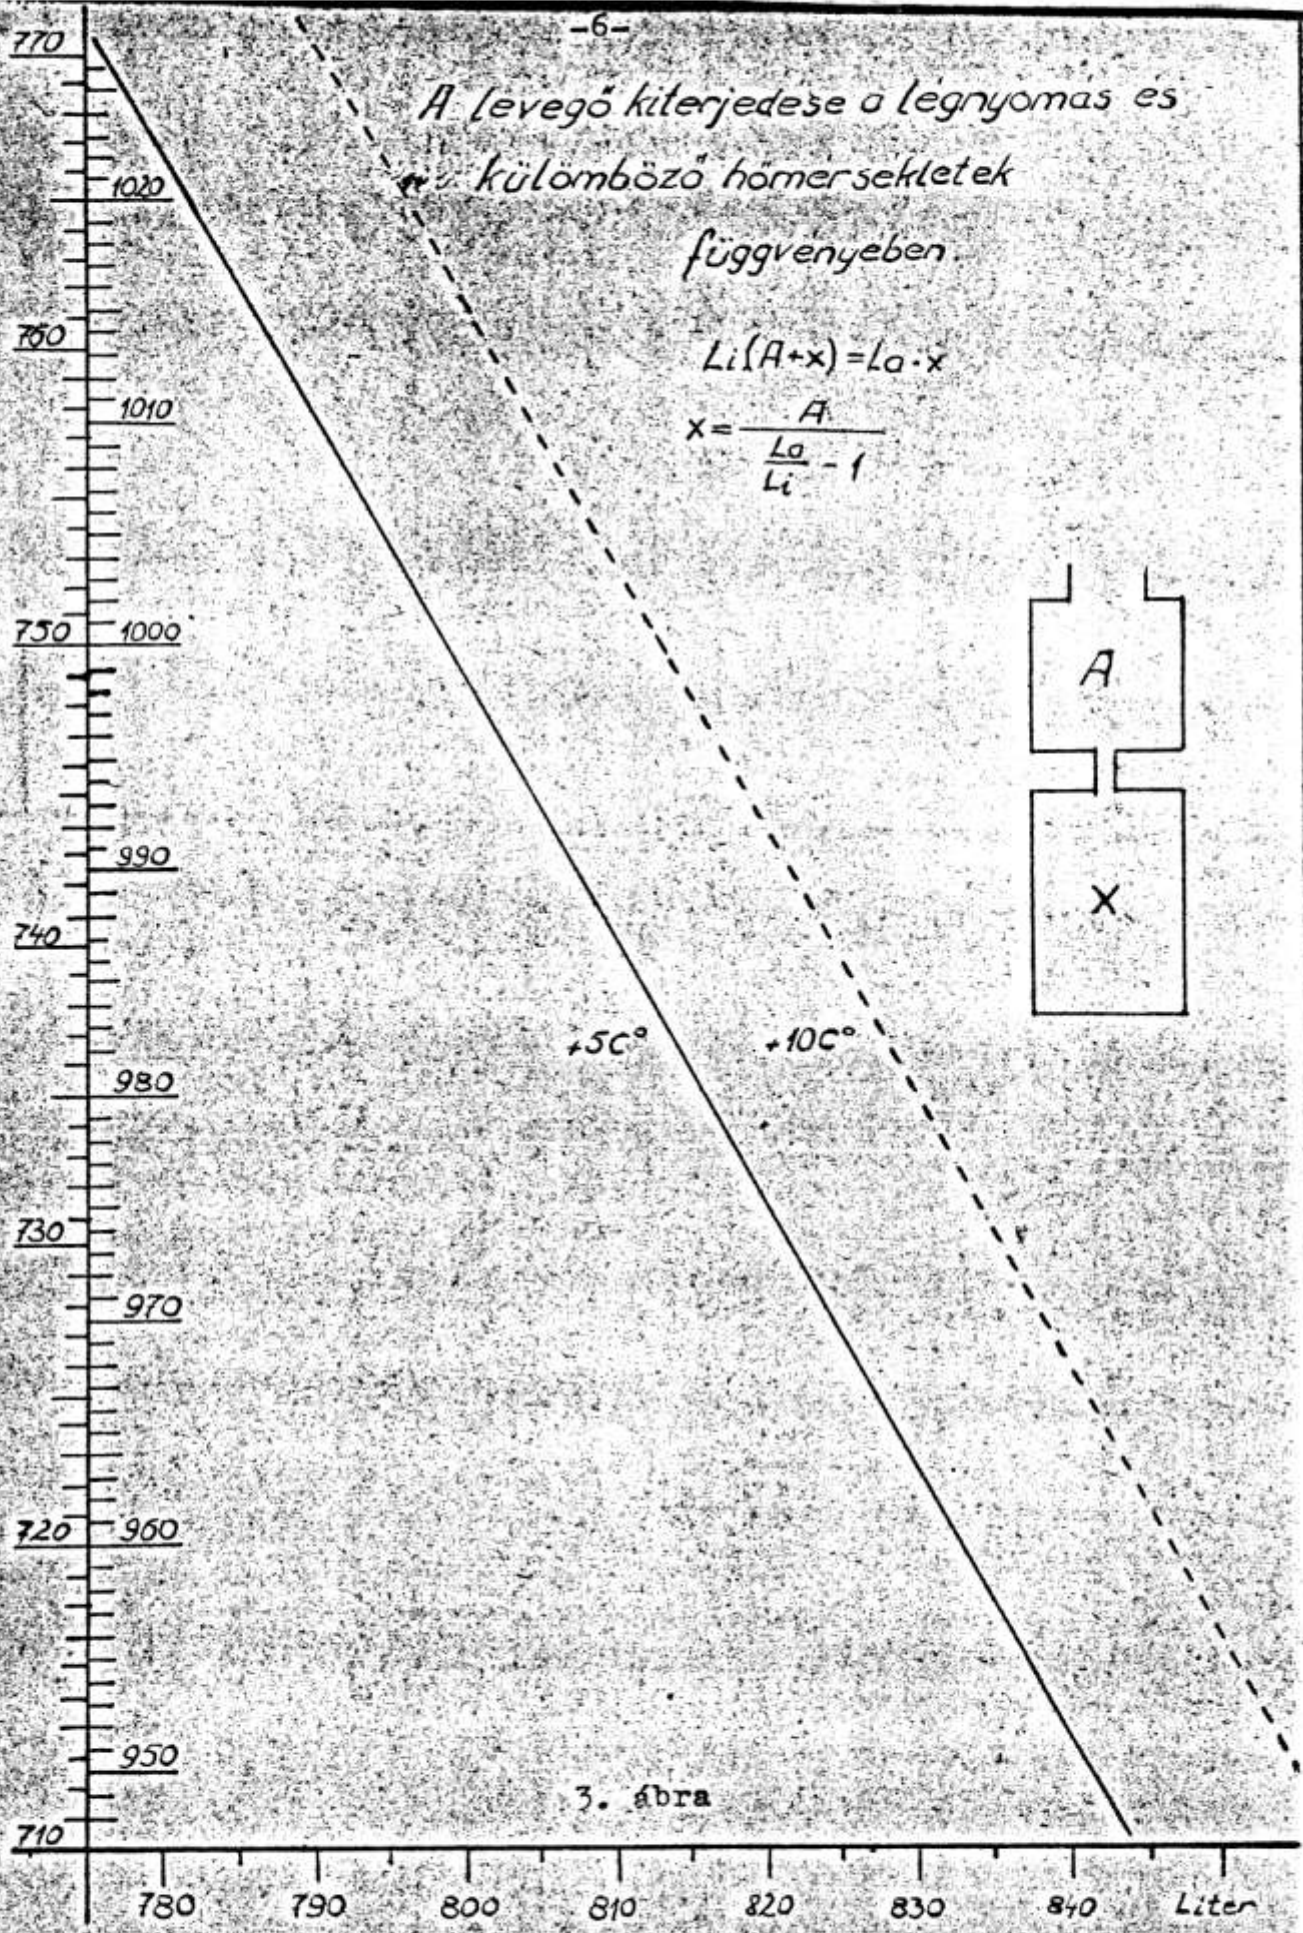 -6-
A levegő kiterjedése a légnyomás és
külömböző hőmérsékletek
függvényében.
Li(A+x)=La·x
x= A
La
Li
- 1
A
X
+5C°
+10C°
770
1020
760
1010
750
1000
990
740
980
730
970
720
960
950
710
3. ábra
780 790 800 810 820 830 840 Liter